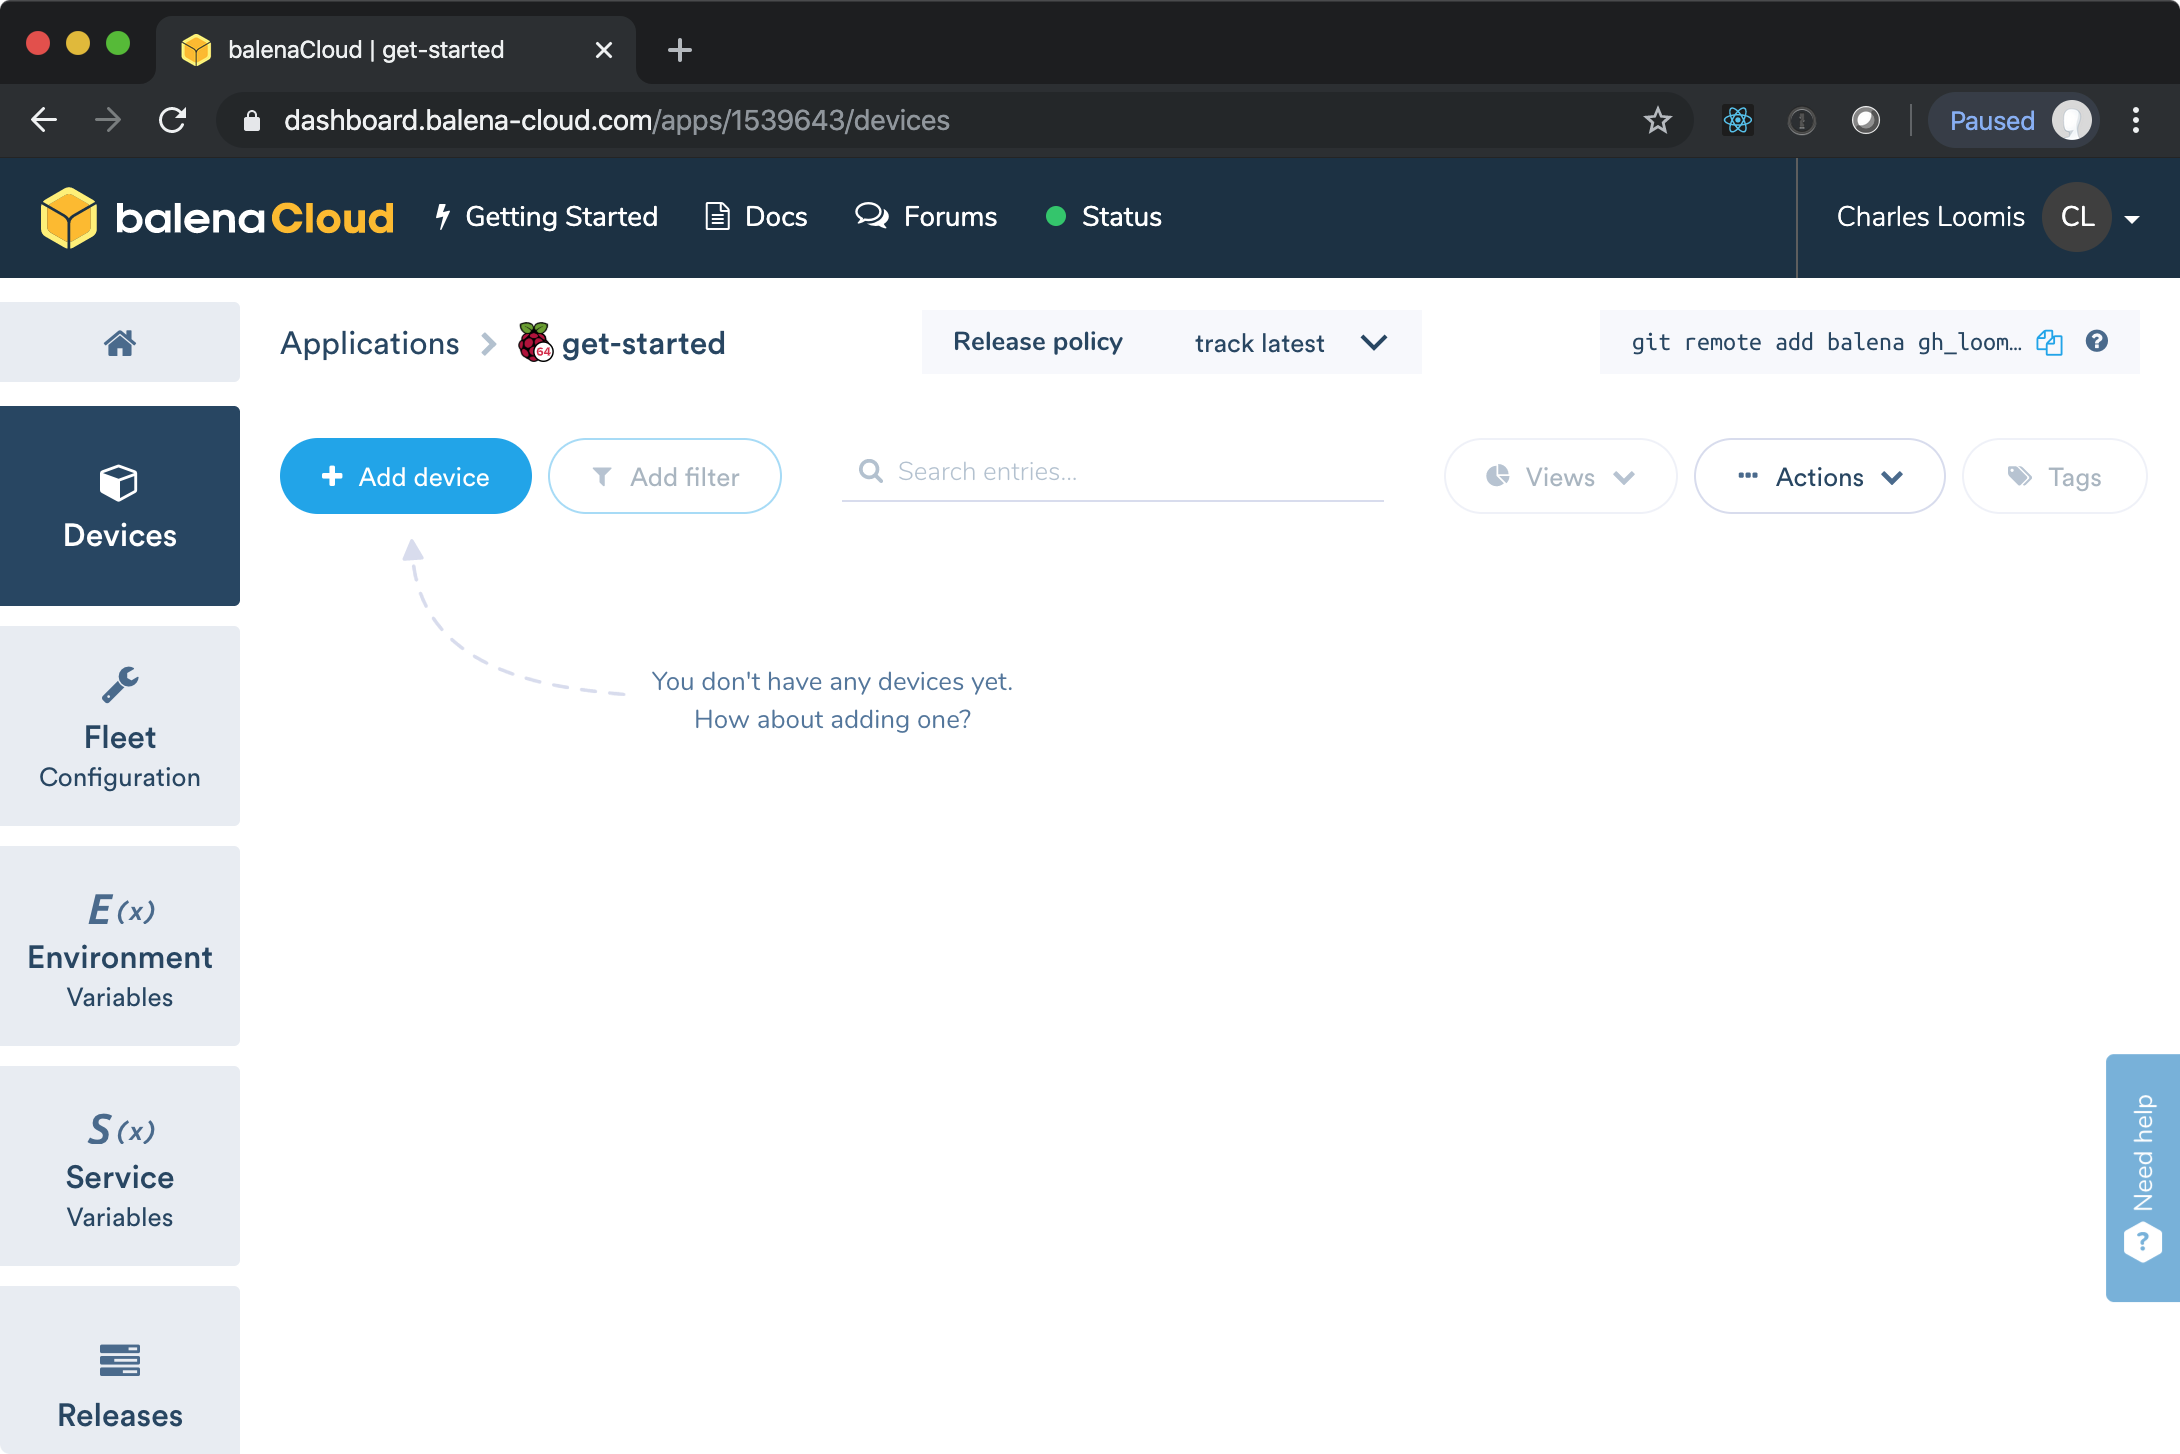 balenaCloud | get-started
dashboard.balena-cloud.com/apps/1539643/devices
Paused
balenaCloud
Getting Started
Docs
Forums
Status
Charles Loomis
CL
Applications
64
get-started
Release policy
track latest
git remote add balena gh_loom…
Add device
Add filter
Search entries...
Views
Actions
Tags
Devices
You don't have any devices yet.
How about adding one?
Fleet
Configuration
E(x)
Environment
Variables
S(x)
Service
Variables
Need help
?
Releases